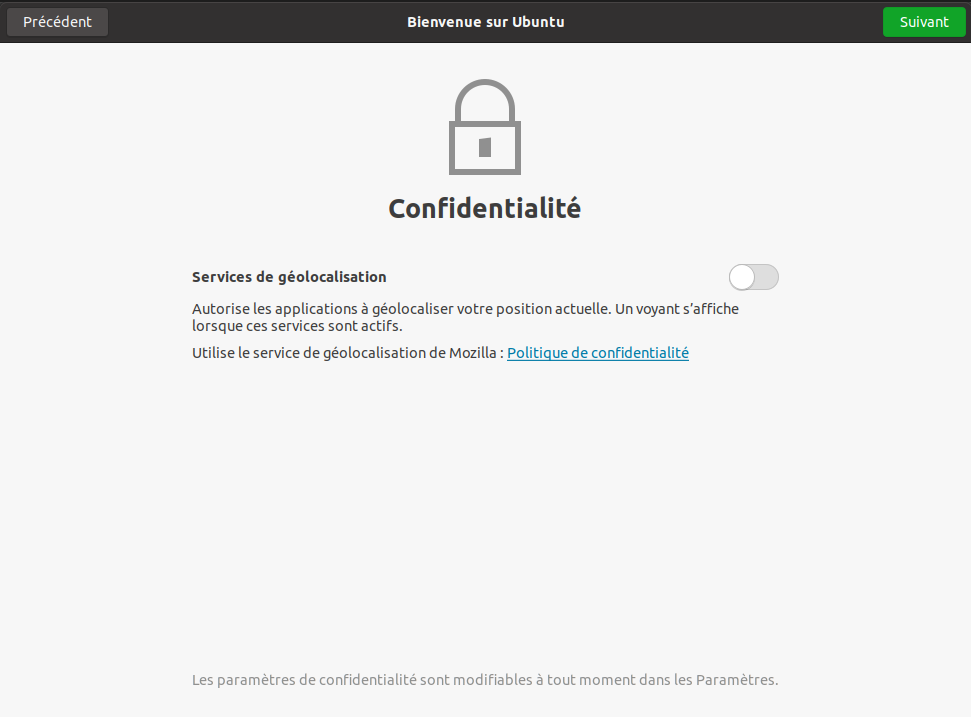 Précédent
Bienvenue sur Ubuntu
Suivant
Confidentialité
Services de géolocalisation
Autorise les applications à géolocaliser votre position actuelle. Un voyant s’affiche
lorsque ces services sont actifs.
Utilise le service de géolocalisation de Mozilla : Politique de confidentialité
Les paramètres de confidentialité sont modifiables à tout moment dans les Paramètres.